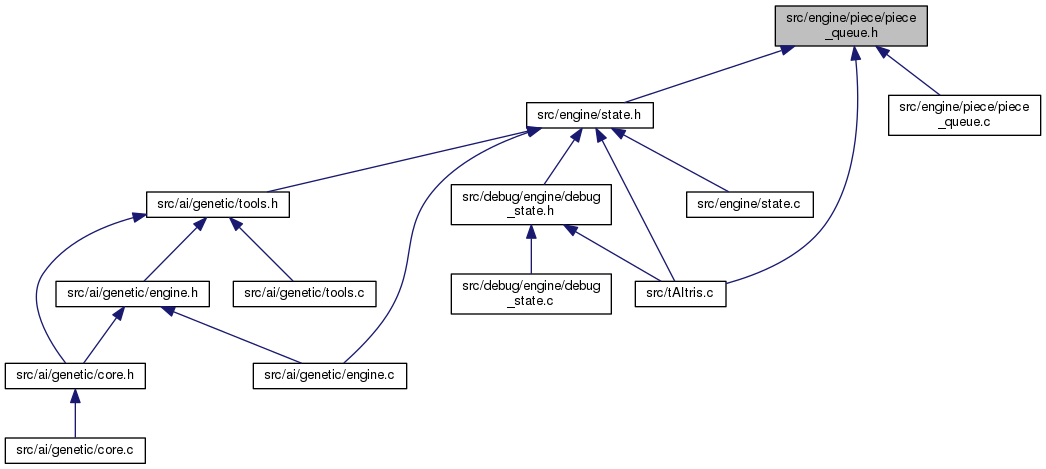 src/engine/piece/piece
_queue.h
src/engine/state.h
src/engine/piece/piece
_queue.c
src/ai/genetic/tools.h
src/debug/engine/debug
_state.h
src/engine/state.c
src/ai/genetic/engine.h
src/ai/genetic/tools.c
src/debug/engine/debug
_state.c
src/tAltris.c
src/ai/genetic/core.h
src/ai/genetic/engine.c
src/ai/genetic/core.c